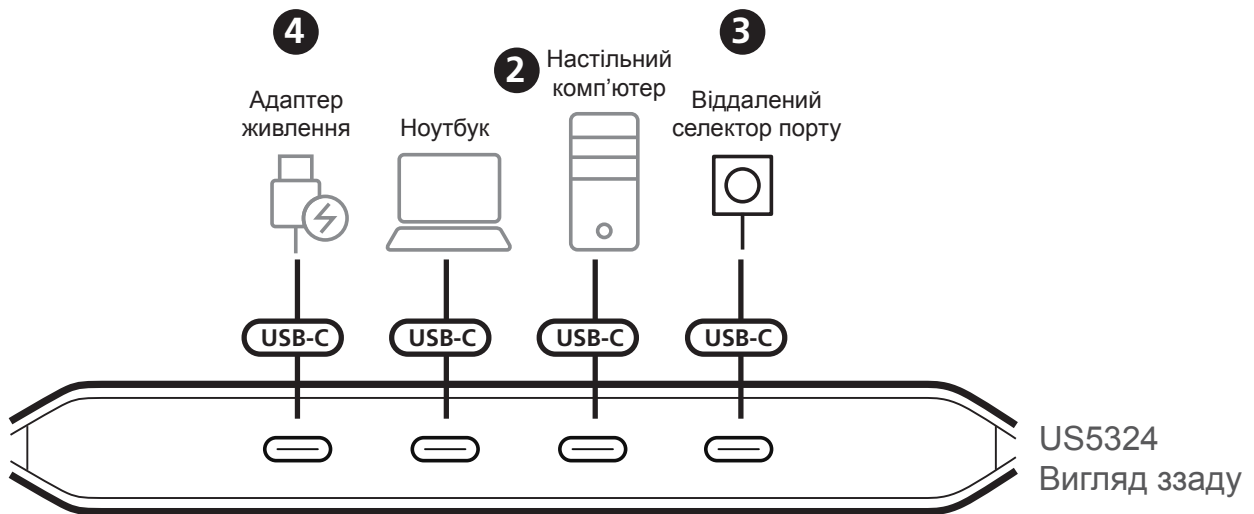 4
Адаптер
живлення
Ноутбук
2
Настільний
комп’ютер
3
Віддалений
селектор порту
USB-C
USB-C
USB-C
USB-C
US5324
Вигляд ззаду